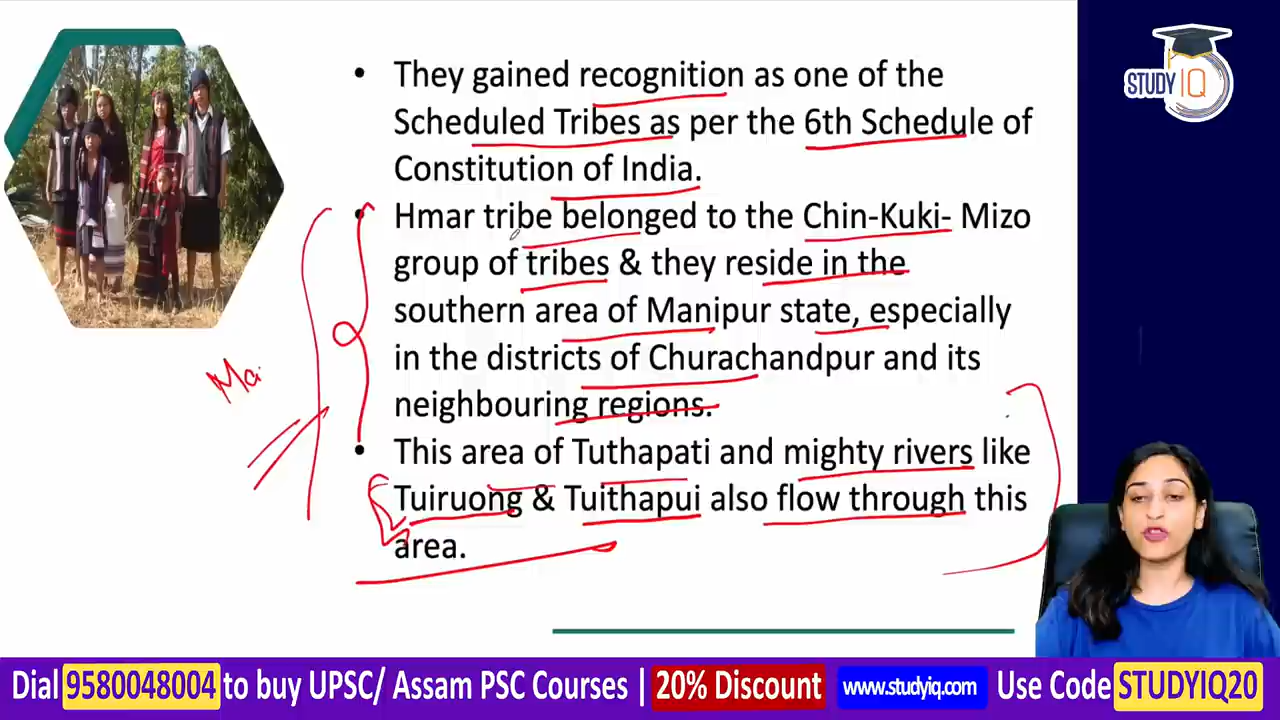 STUDY IQ
• They gained recognition as one of the
Scheduled Tribes as per the 6th Schedule of
Constitution of India.
• Hmar tribe belonged to the Chin-Kuki- Mizo
group of tribes & they reside in the
southern area of Manipur state, especially
in the districts of Churachandpur and its
neighbouring regions.
• This area of Tuthapati and mighty rivers like
Tuiruong & Tuithapui also flow through this
area.
Ma
Dial 9580048004 to buy UPSC/ Assam PSC Courses | 20% Discount www.studyiq.com Use Code STUDYIQ20